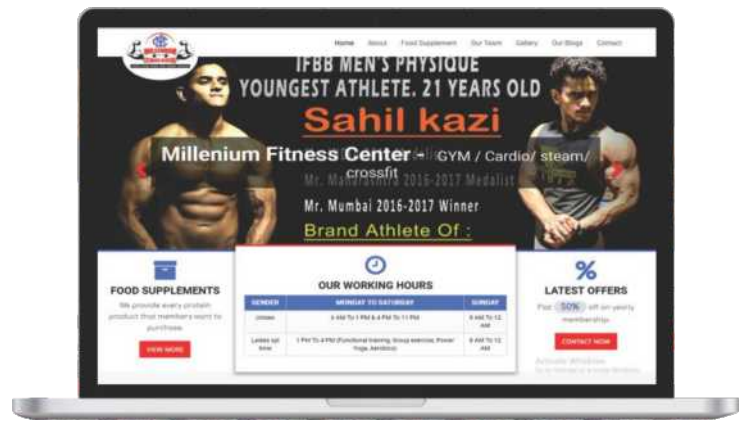 Home About Food Supplement Our Team Gallery Our Blogs Contact
IFBB MEN'S PHYSIQUE
YOUNGEST ATHLETE. 21 YEARS OLD
Sahil kazi
Millenium Fitness Center - GYM / Cardio/ steam/
crossfit
Mr. Maharashtra 2016-2017 Medalist
Mr. Mumbai 2016-2017 Winner
Brand Athlete Of :
FOOD SUPPLEMENTS
We provide every protein
product that members want to
purchase.
VIEW MORE
OUR WORKING HOURS
GENDER MONDAY TO SATURDAY SUNDAY
Unisex 6 AM To 1 PM & 4 PM To 11 PM 8 AM To 12
AM
Ladies spl
time 1 PM To 4 PM (Functional training, Group exercise, Power
Yoga, Aerobics) 8 AM To 12
AM
%
LATEST OFFERS
Flat 50% off on yearly
membership.
CONTACT NOW
Activate Windows